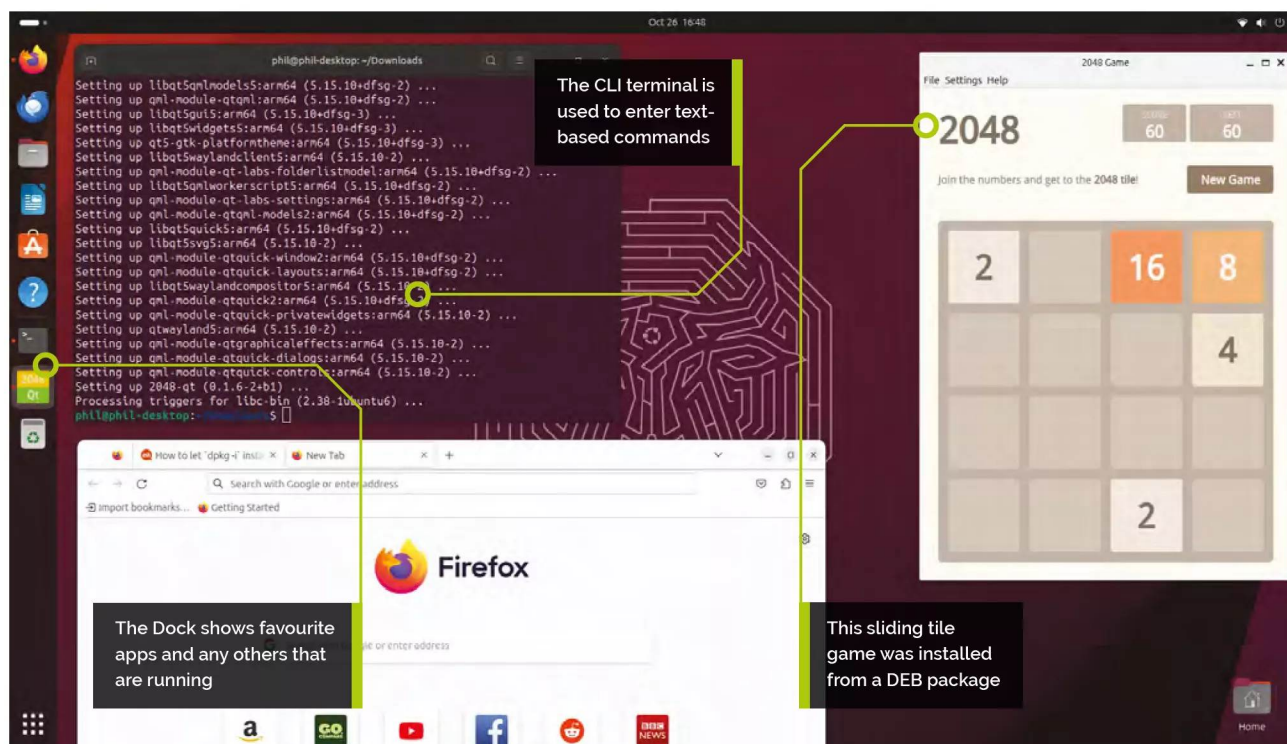 Oct 26 16:48
phil@phil-desktop: ~/Downloads
Setting up libqt5qmlmodels5:arm64 (5.15.10+dfsg-2) ...
Setting up qml-module-qtqml:arm64 (5.15.10+dfsg-2) ...
Setting up libqt5gui5:arm64 (5.15.10+dfsg-3) ...
Setting up libqt5widgets5:arm64 (5.15.10+dfsg-3) ...
Setting up qt5-gtk-platformtheme:arm64 (5.15.10+dfsg-3) ...
Setting up libqt5waylandclient5:arm64 (5.15.10-2) ...
Setting up qml-module-qt-labs-folderlistmodel:arm64 (5.15.10+dfsg-2) ...
Setting up libqt5qmlworkerscript5:arm64 (5.15.10+dfsg-2) ...
Setting up qml-module-qt-labs-settings:arm64 (5.15.10+dfsg-2) ...
Setting up qml-module-qtqml-models2:arm64 (5.15.10+dfsg-2) ...
Setting up libqt5quick5:arm64 (5.15.10+dfsg-2) ...
Setting up libqt5svg5:arm64 (5.15.10-2) ...
Setting up qml-module-qtquick-window2:arm64 (5.15.10+dfsg-2) ...
Setting up qml-module-qtquick-layouts:arm64 (5.15.10+dfsg-2) ...
Setting up libqt5waylandcompositor5:arm64 (5.15.10-2) ...
Setting up qml-module-qtquick2:arm64 (5.15.10+dfsg-2) ...
Setting up qml-module-qtquick-privatewidgets:arm64 (5.15.10-2) ...
Setting up qtwayland5:arm64 (5.15.10-2) ...
Setting up qml-module-qtgraphicaleffects:arm64 (5.15.10-2) ...
Setting up qml-module-qtquick-dialogs:arm64 (5.15.10-2) ...
Setting up qml-module-qtquick-controls:arm64 (5.15.10-2) ...
Setting up 2048-qt (0.1.6-2+b1) ...
Processing triggers for libc-bin (2.38-1ubuntu6) ...
phil@phil-desktop:~/Downloads$
The CLI terminal is
used to enter text-
based commands
2048 Game
File Settings Help
2048
SCORE BEST
60 60
Join the numbers and get to the 2048 tile!
New Game
2 16 8
4
2
2048
Qt
How to let `dpkg -i` insta
New Tab
Search with Google or enter address
Import bookmarks...
Getting Started
Firefox
or enter address
a
GO
COMPARE
BBC
NEWS
The Dock shows favourite
apps and any others that
are running
This sliding tile
game was installed
from a DEB package
Home